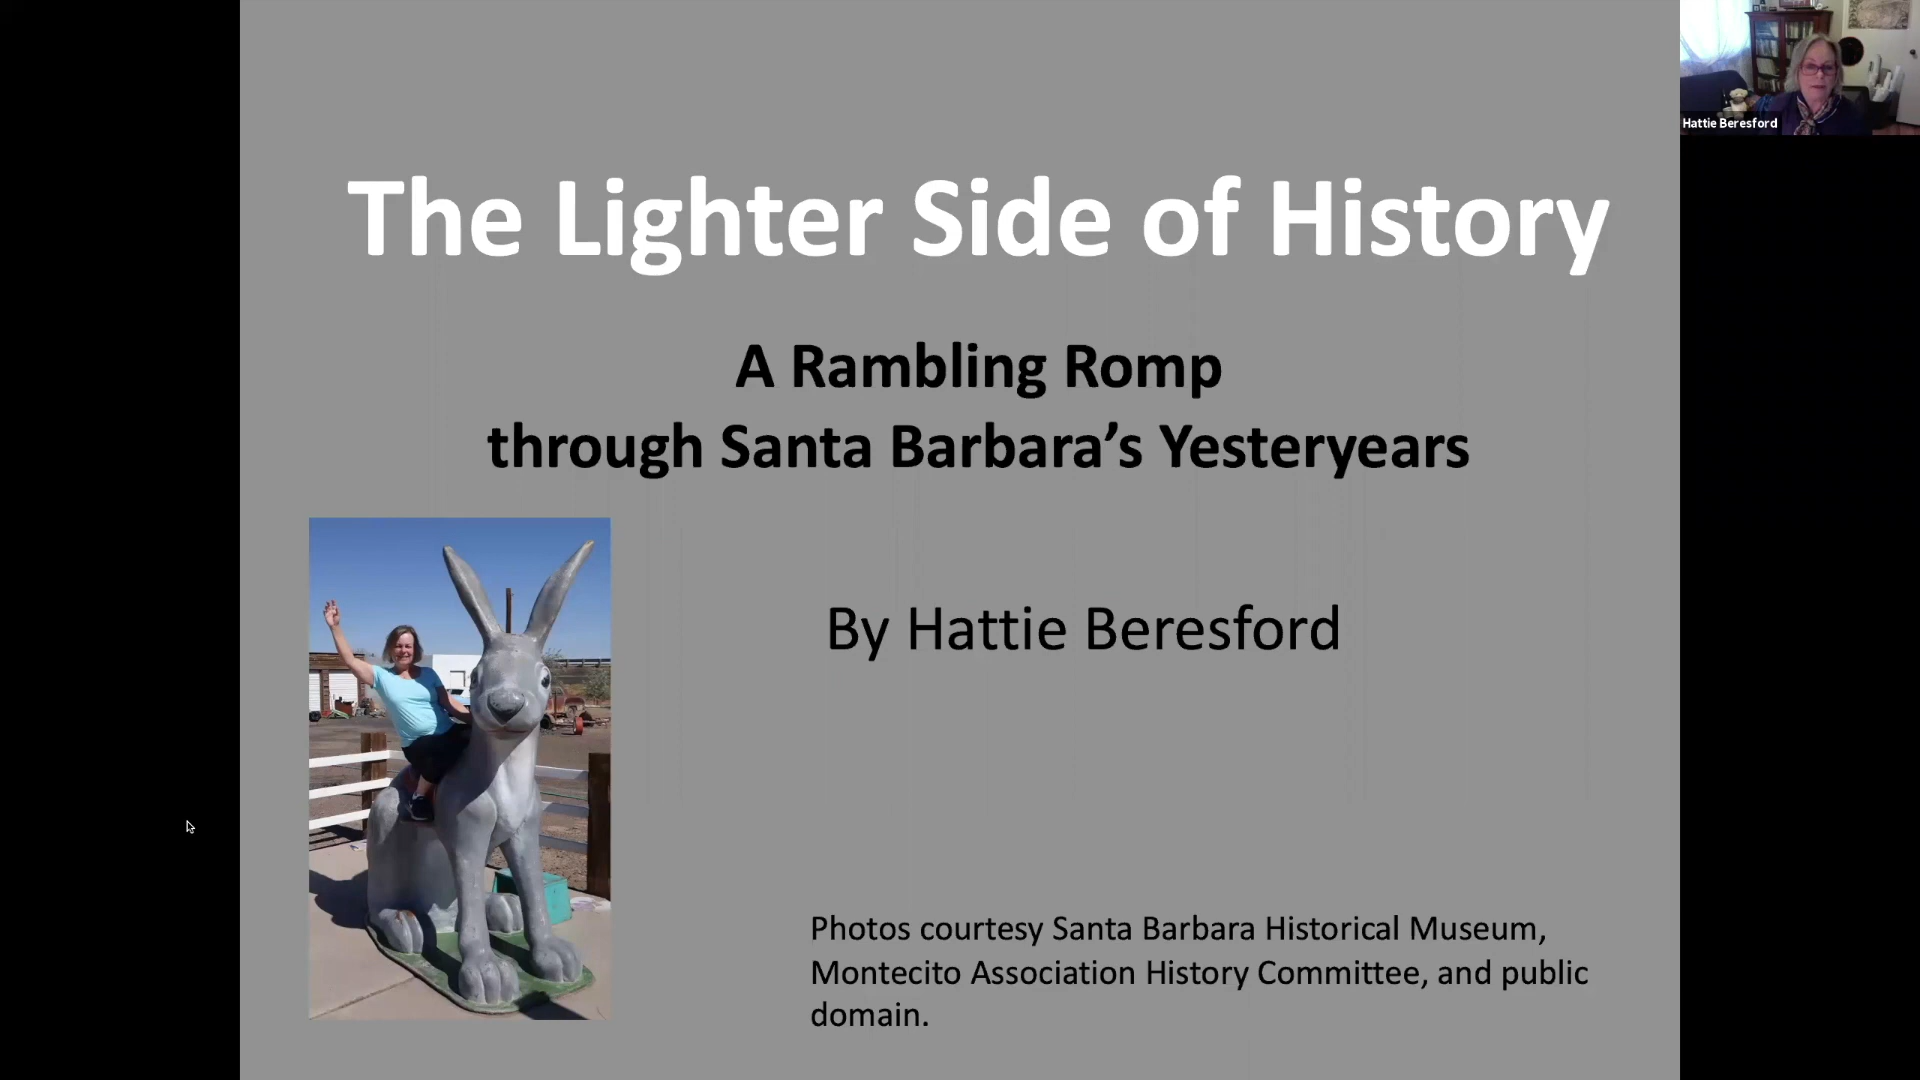 Hattie Beresford
The Lighter Side of History
A Rambling Romp
through Santa Barbara’s Yesteryears
By Hattie Beresford
Photos courtesy Santa Barbara Historical Museum,
Montecito Association History Committee, and public
domain.